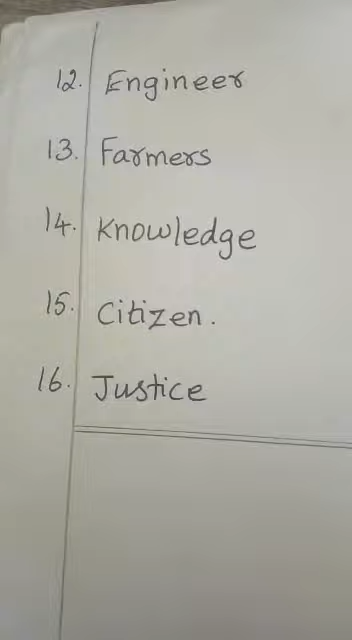 12. Engineer
13. Farmers
14. Knowledge
15. Citizen.
16. Justice